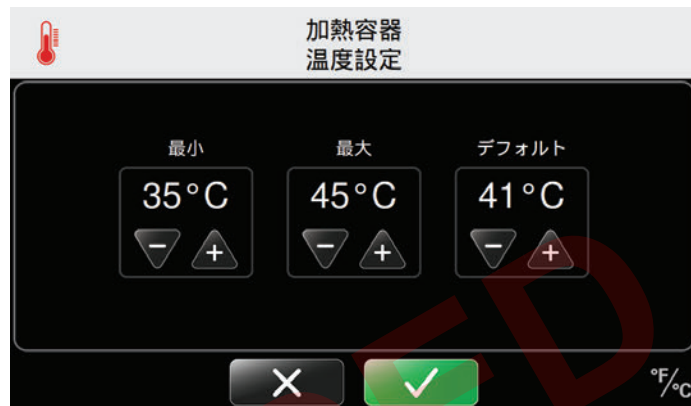 加熱容器
温度設定
最小 最大 デフォルト
35°C 45°C 41°C
− + − + − +
°F/°C